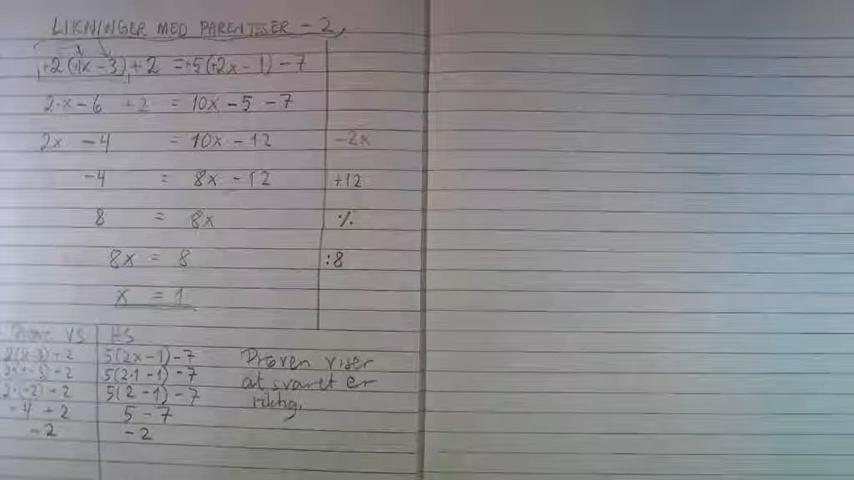 LIKNINGER MED PARENTESER - 2,
+2(1x - 3) + 2 = +5(+2x - 1) - 7
2·x - 6 + 2 = 10x - 5 - 7
2x - 4 = 10x - 12 | -2x
-4 = 8x - 12 | +12
8 = 8x | %
8x = 8 | :8
x = 1
VS | HS
2(x-3)+2 | 5(2x-1)-7
5(2·1-1)-7
2·(-2)+2 | 5(2-1)-7
-4 + 2 | 5 - 7
-2 | -2
Prøven viser
at svaret er
riktig.